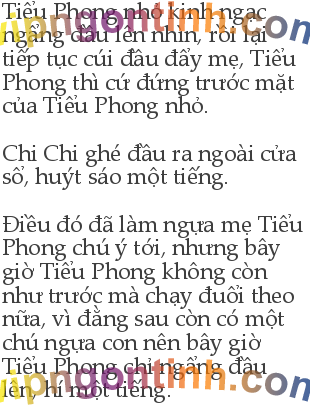 Tiểu Phong nhỏ kinh ngạc
ngẩng đầu lên nhìn, rồi lại
tiếp tục cúi đầu đẩy mẹ, Tiểu
Phong thì cứ đứng trước mặt
của Tiểu Phong nhỏ.
Chi Chi ghé đầu ra ngoài cửa
sổ, huýt sáo một tiếng.
Điều đó đã làm ngựa mẹ Tiểu
Phong chú ý tới, nhưng bây
giờ Tiểu Phong không còn
như trước mà chạy đuổi theo
nữa, vì đằng sau còn có một
chú ngựa con nên bây giờ
Tiểu Phong chỉ ngẩng đầu
lên, hí một tiếng.